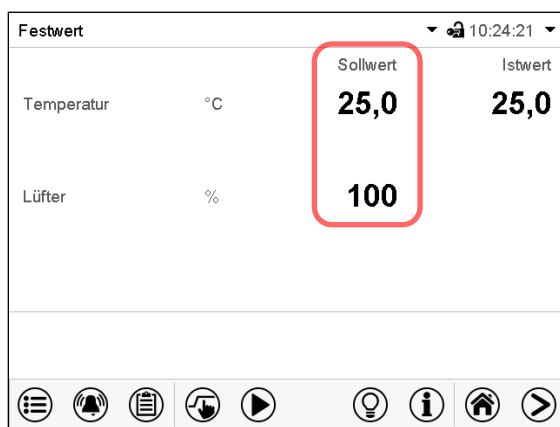 Festwert 10:24:21
Sollwert Istwert
Temperatur °C 25,0 25,0
Lüfter % 100